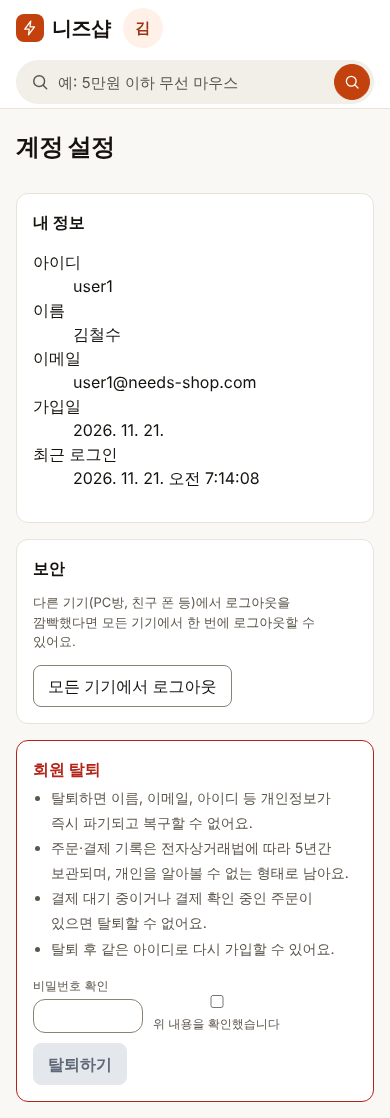 니즈샵
김
예: 5만원 이하 무선 마우스
계정 설정
내 정보
아이디
user1
이름
김철수
이메일
user1@needs-shop.com
가입일
2026. 11. 21.
최근 로그인
2026. 11. 21. 오전 7:14:08
보안
다른 기기(PC방, 친구 폰 등)에서 로그아웃을
깜빡했다면 모든 기기에서 한 번에 로그아웃할 수
있어요.
모든 기기에서 로그아웃
회원 탈퇴
탈퇴하면 이름, 이메일, 아이디 등 개인정보가
즉시 파기되고 복구할 수 없어요.
주문·결제 기록은 전자상거래법에 따라 5년간
보관되며, 개인을 알아볼 수 없는 형태로 남아요.
결제 대기 중이거나 결제 확인 중인 주문이
있으면 탈퇴할 수 없어요.
탈퇴 후 같은 아이디로 다시 가입할 수 있어요.
비밀번호 확인
위 내용을 확인했습니다
탈퇴하기